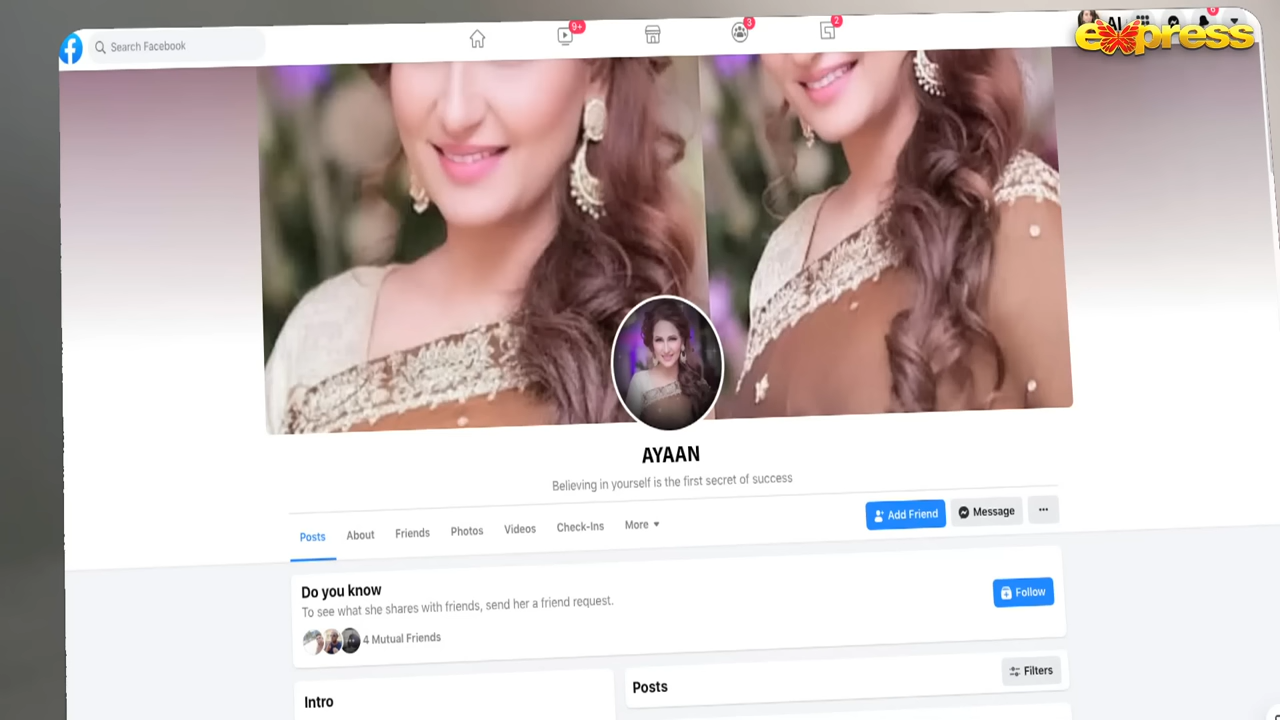 Search Facebook
9+
3
2
6
AL
express
AYAAN
Believing in yourself is the first secret of success
Posts
About
Friends
Photos
Videos
Check-Ins
More
Add Friend
Message
Do you know
To see what she shares with friends, send her a friend request.
Follow
4 Mutual Friends
Intro
Posts
Filters